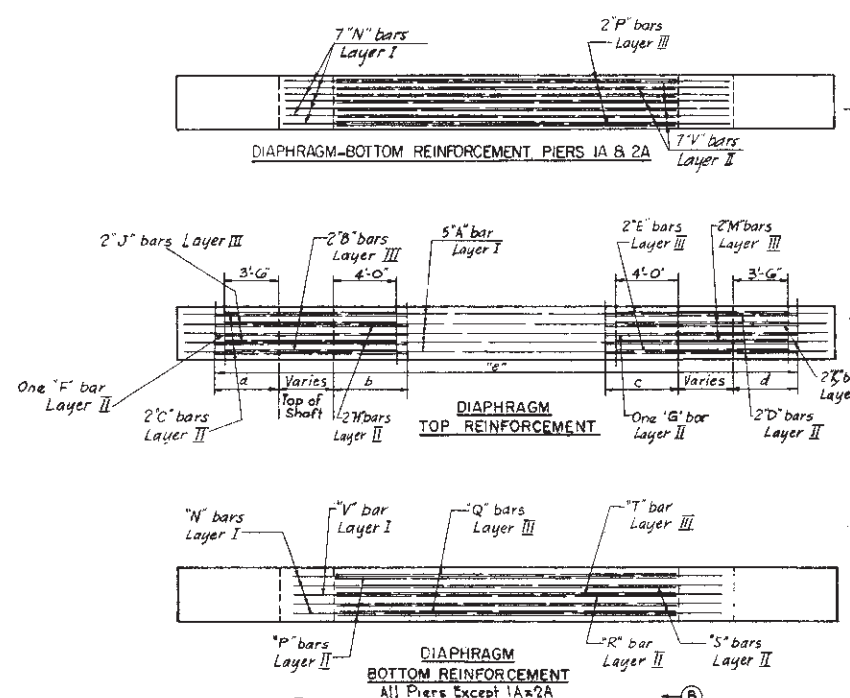 7 "N" bars
Layer I
2 "P" bars
Layer III
7 "V" bars
Layer II
DIAPHRAGM-BOTTOM REINFORCEMENT, PIERS 1A & 2A
2 "J" bars Layer III
2 "B" bars
Layer III
5 "A" bar
Layer I
2 "E" bars
Layer III
2 "M" bars
Layer III
3'-6"
4'-0"
4'-0"
3'-6"
"e"
a
Varies
b
c
Varies
d
One "F" bar
Layer II
Top of
Shaft
2 "C" bars
Layer II
2 "H" bars
Layer II
DIAPHRAGM
TOP REINFORCEMENT
One "G" bar
Layer II
2 "D" bars
Layer II
"N" bars
Layer I
"V" bar
Layer I
"Q" bars
Layer III
"T" bar
Layer III
"P" bars
Layer II
"R" bar
Layer II
"S" bars
Layer II
DIAPHRAGM
BOTTOM REINFORCEMENT
All Piers Except 1A & 2A
B